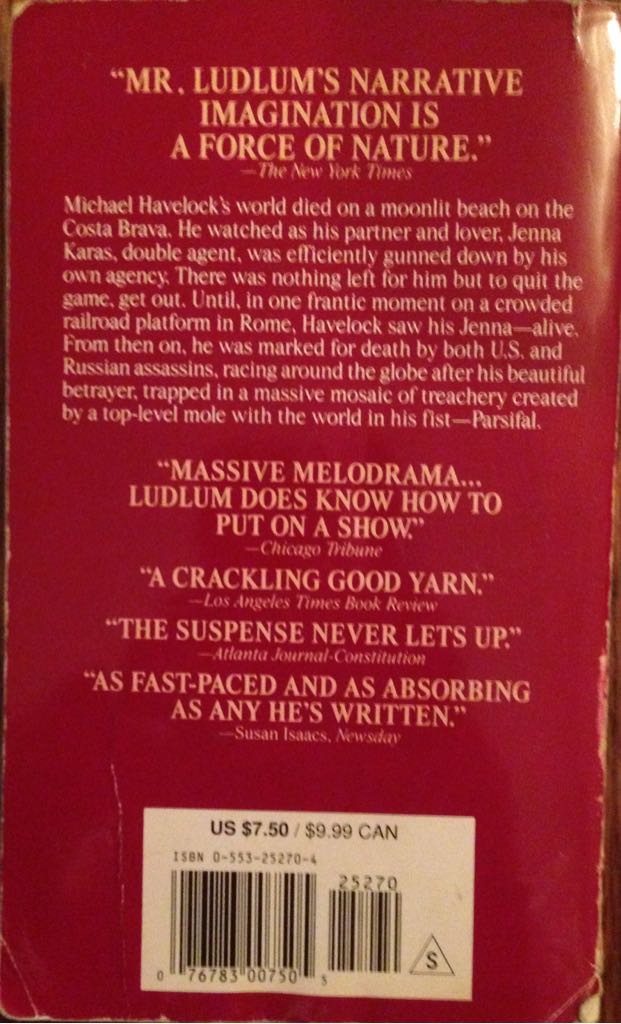 “MR. LUDLUM’S NARRATIVE
IMAGINATION IS
A FORCE OF NATURE.”
—The New York Times
Michael Havelock’s world died on a moonlit beach on the
Costa Brava. He watched as his partner and lover, Jenna
Karas, double agent, was efficiently gunned down by his
own agency. There was nothing left for him but to quit the
game, get out. Until, in one frantic moment on a crowded
railroad platform in Rome, Havelock saw his Jenna—alive.
From then on, he was marked for death by both U.S. and
Russian assassins, racing around the globe after his beautiful
betrayer, trapped in a massive mosaic of treachery created
by a top-level mole with the world in his fist—Parsifal.
“MASSIVE MELODRAMA...
LUDLUM DOES KNOW HOW TO
PUT ON A SHOW.”
—Chicago Tribune
“A CRACKLING GOOD YARN.”
—Los Angeles Times Book Review
“THE SUSPENSE NEVER LETS UP.”
—Atlanta Journal-Constitution
“AS FAST-PACED AND AS ABSORBING
AS ANY HE’S WRITTEN.”
—Susan Isaacs, Newsday
US $7.50 / $9.99 CAN
ISBN 0-553-25270-4
25270
0 76783 00750 5
S